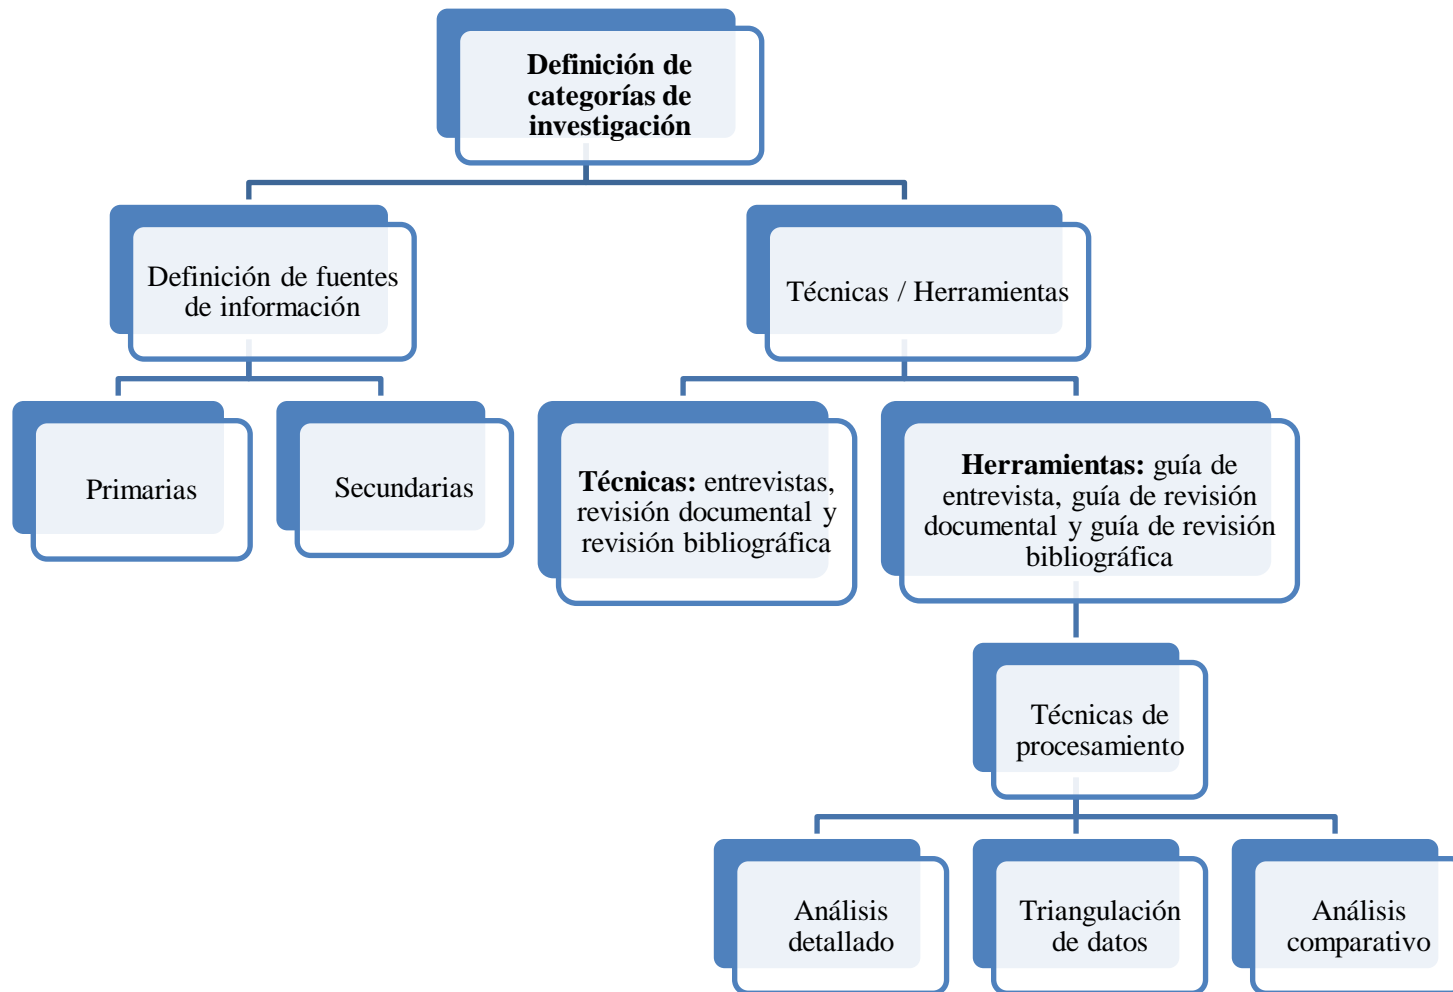 Definición de
categorías de
investigación
Definición de fuentes
de información
Técnicas / Herramientas
Primarias
Secundarias
Técnicas: entrevistas,
revisión documental y
revisión bibliográfica
Herramientas: guía de
entrevista, guía de revisión
documental y guía de revisión
bibliográfica
Técnicas de
procesamiento
Análisis
detallado
Triangulación
de datos
Análisis
comparativo